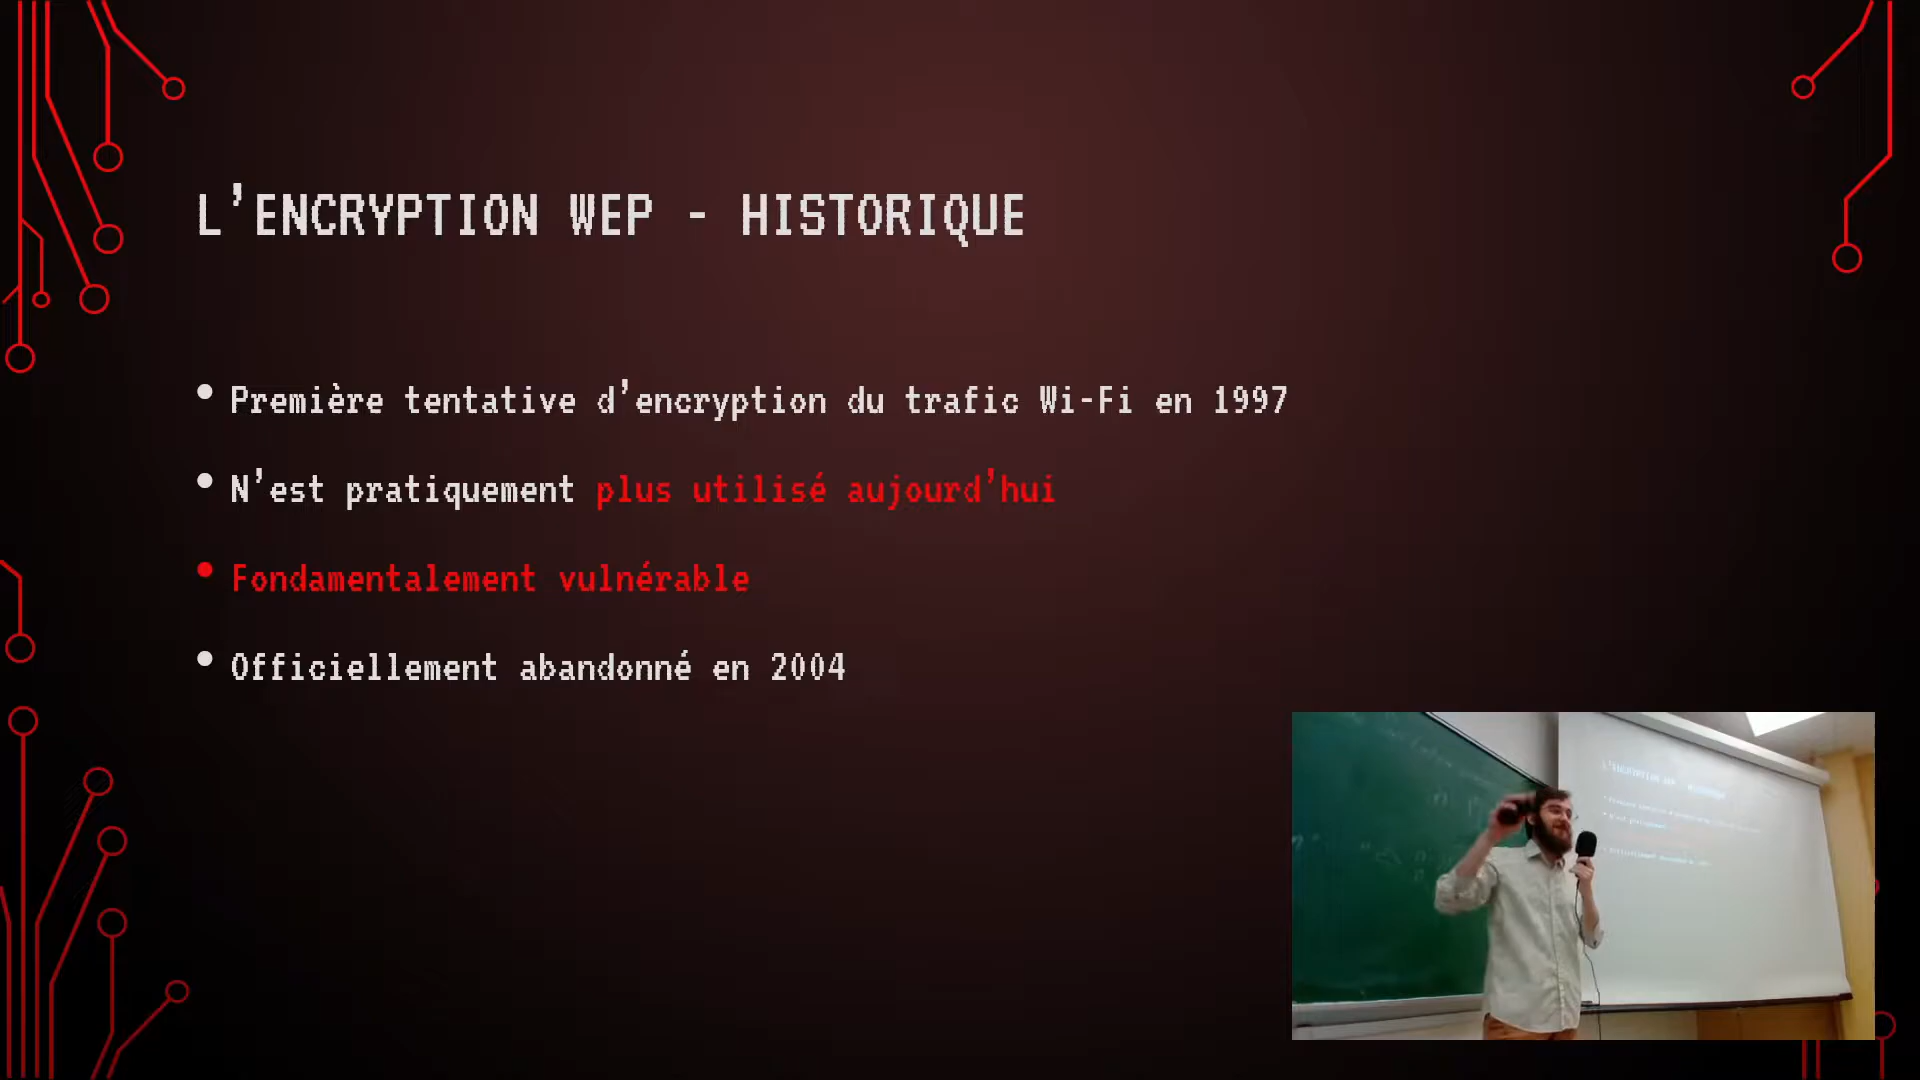 L'ENCRYPTION WEP - HISTORIQUE
• Première tentative d'encryption du trafic Wi-Fi en 1997
• N'est pratiquement plus utilisé aujourd'hui
• Fondamentalement vulnérable
• Officiellement abandonné en 2004